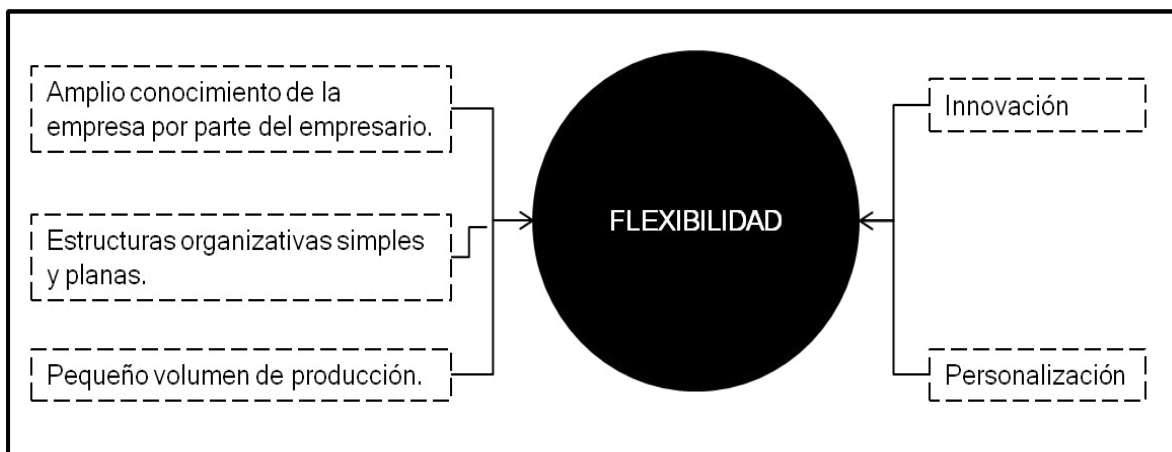 Amplio conocimiento de la
empresa por parte del empresario.
Estructuras organizativas simples
y planas.
Pequeño volumen de producción.
FLEXIBILIDAD
Innovación
Personalización